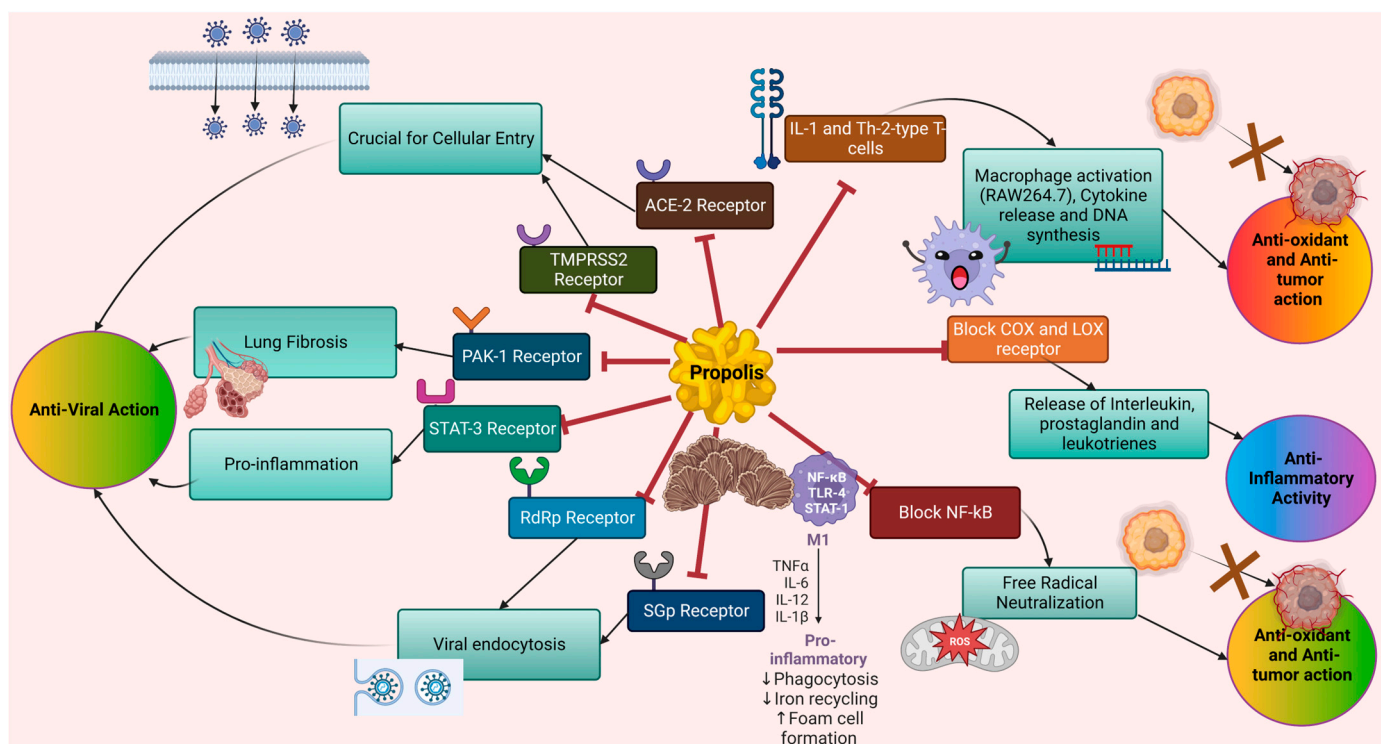 Crucial for Cellular Entry
ACE-2 Receptor
TMPRSS2
Receptor
Lung Fibrosis
PAK-1 Receptor
Anti-Viral Action
STAT-3 Receptor
Pro-inflammation
RdRp Receptor
SGp Receptor
Viral endocytosis
Propolis
IL-1 and Th-2-type T-
cells
Macrophage activation
(RAW264.7), Cytokine
release and DNA
synthesis
Anti-oxidant
and Anti-
tumor
action
Block COX and LOX
receptor
Release of Interleukin,
prostaglandin and
leukotrienes
Anti-
Inflammatory
Activity
NF-κB
TLR-4
STAT-1
M1
TNFα
IL-6
IL-12
IL-1β
Pro-
inflammatory
↓Phagocytosis
↓Iron recycling
↑Foam cell
formation
Block NF-kB
Free Radical
Neutralization
ROS
Anti-oxidant
and Anti-
tumor action